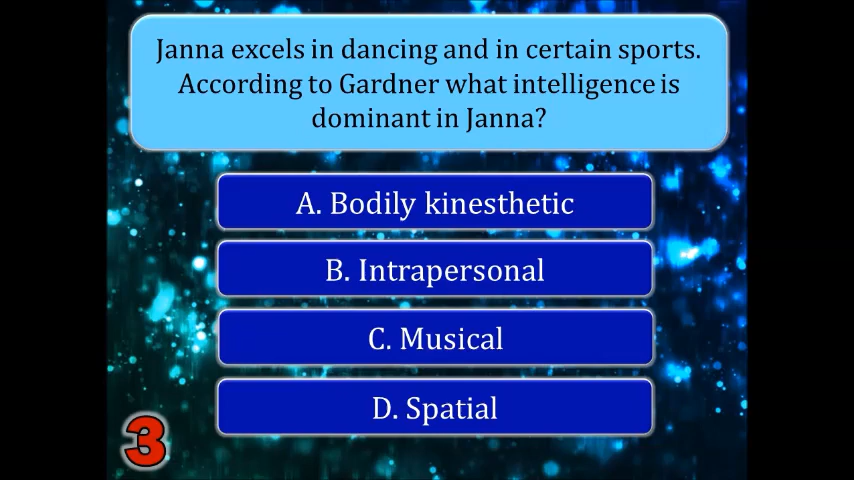 Janna excels in dancing and in certain sports.
According to Gardner what intelligence is
dominant in Janna?
A. Bodily kinesthetic
B. Intrapersonal
C. Musical
D. Spatial
3